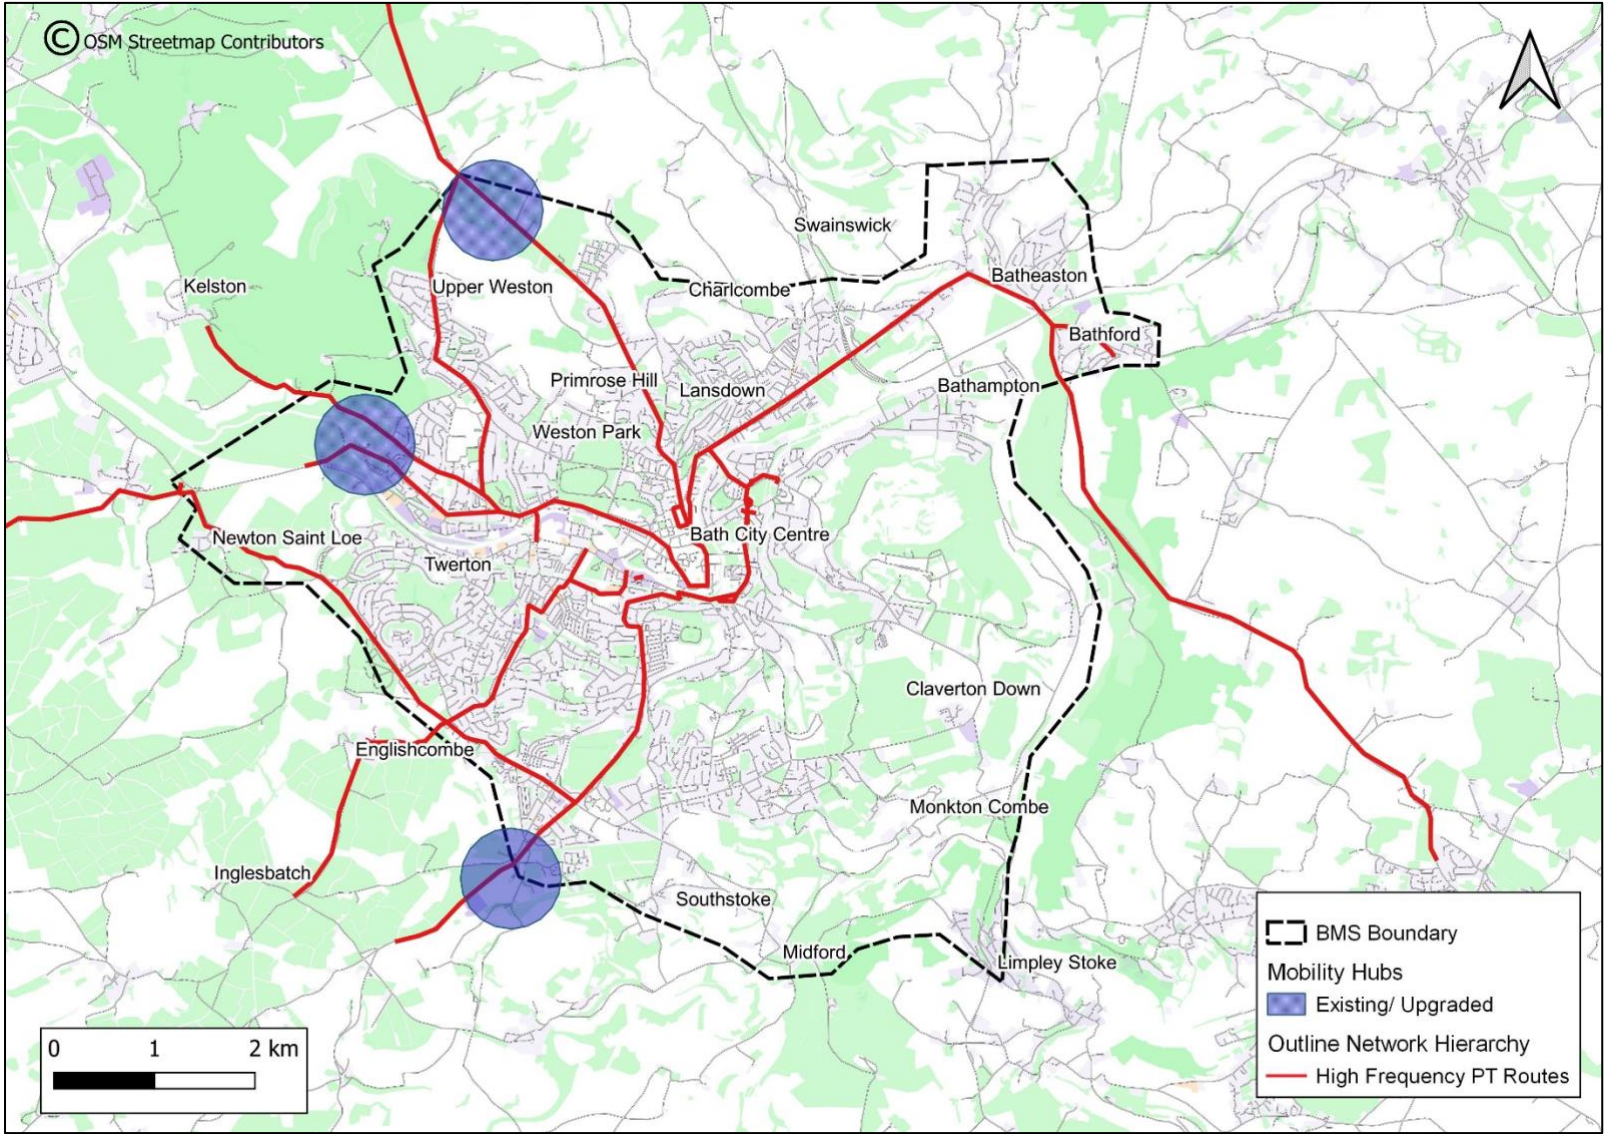 © OSM Streetmap Contributors
Swainswick
Batheaston
Kelston
Upper Weston
Charlcombe
Bathford
Primrose Hill
Lansdown
Bathampton
Weston Park
Newton Saint Loe
Bath City Centre
Twerton
Claverton Down
Englishcombe
Monkton Combe
Inglesbatch
Southstoke
Midford
Limpley Stoke
BMS Boundary
Mobility Hubs
Existing/ Upgraded
Outline Network Hierarchy
High Frequency PT Routes
0 1 2 km